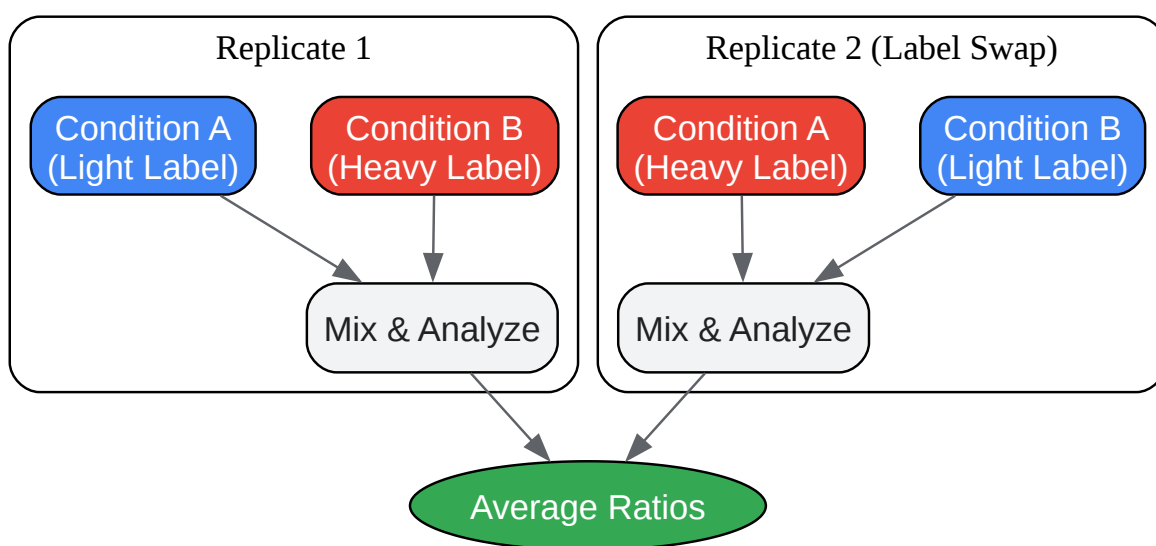 Replicate 1
Condition A
(Light Label)
Condition B
(Heavy Label)
Mix & Analyze
Replicate 2 (Label Swap)
Condition A
(Heavy Label)
Condition B
(Light Label)
Mix & Analyze
Average Ratios